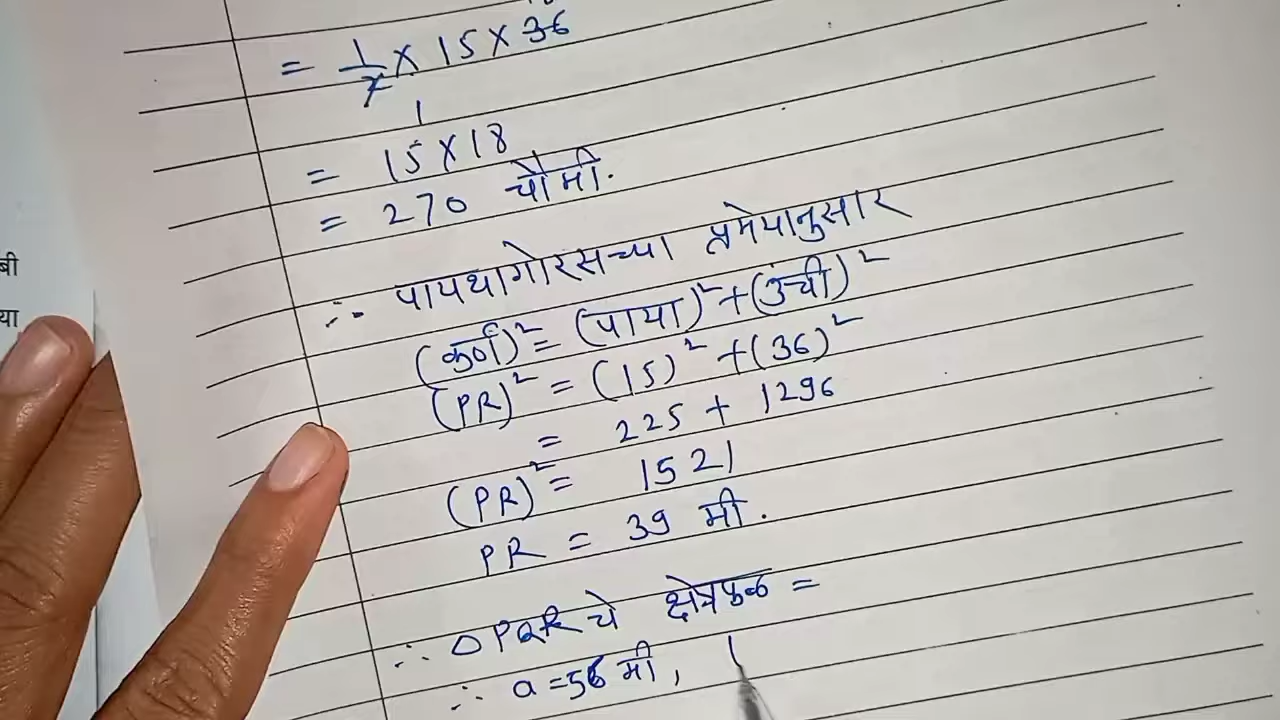 = 1/2 × 15 × 36
1
= 15 × 18
= 270 चौमी.
∴ पायथागोरसच्या प्रमेयानुसार
(कर्ण)² = (पाया)² + (उंची)²
(PR)² = (15)² + (36)²
= 225 + 1296
(PR)² = 1521
PR = 39 मी.
∴ △PQR चे क्षेत्रफळ =
∴ a = 56 मी,
बी
या